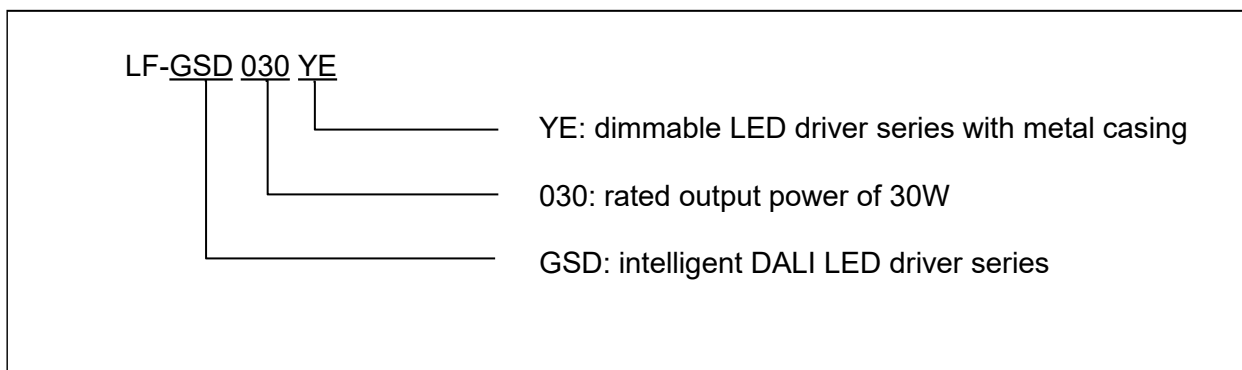 LF-GSD 030 YE
YE: dimmable LED driver series with metal casing
030: rated output power of 30W
GSD: intelligent DALI LED driver series